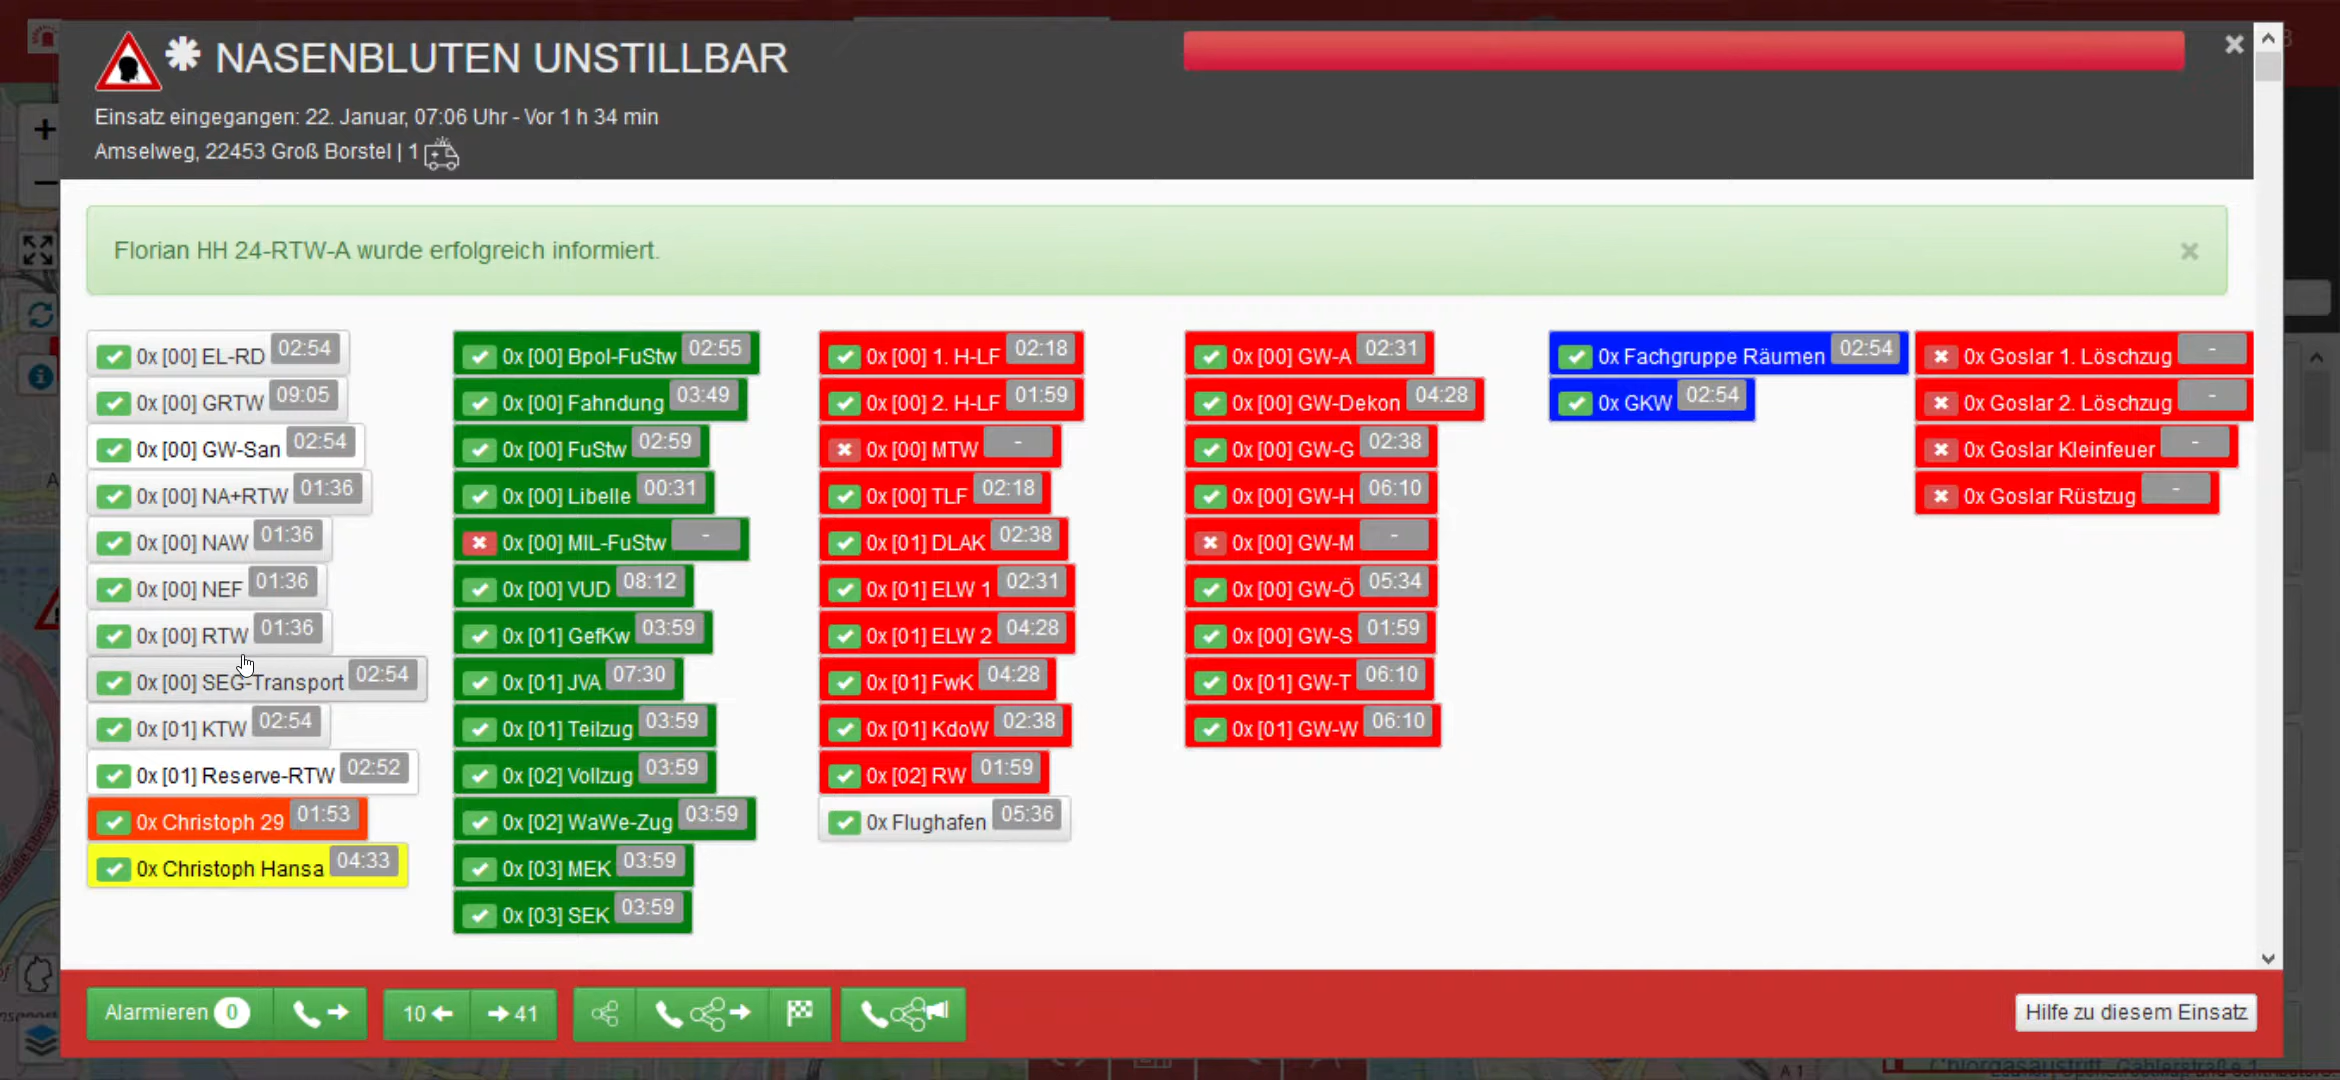 NASENBLUTEN UNSTILLBAR
Einsatz eingegangen: 22. Januar, 07:06 Uhr - Vor 1 h 34 min
Amselweg, 22453 Groß Borstel | 1
Florian HH 24-RTW-A wurde erfolgreich informiert.
0x [00] EL-RD 02:54
0x [00] GRTW 09:05
0x [00] GW-San 02:54
0x [00] NA+RTW 01:36
0x [00] NAW 01:36
0x [00] NEF 01:36
0x [00] RTW 01:36
0x [00] SEG-Transport 02:54
0x [01] KTW 02:54
0x [01] Reserve-RTW 02:52
0x Christoph 29 01:53
0x Christoph Hansa 04:33
0x [00] Bpol-FuStw 02:55
0x [00] Fahndung 03:49
0x [00] FuStw 02:59
0x [00] Libelle 00:31
0x [00] MIL-FuStw -
0x [00] VUD 08:12
0x [01] GefKw 03:59
0x [01] JVA 07:30
0x [01] Teilzug 03:59
0x [02] Vollzug 03:59
0x [02] WaWe-Zug 03:59
0x [03] MEK 03:59
0x [03] SEK 03:59
0x [00] 1. H-LF 02:18
0x [00] 2. H-LF 01:59
0x [00] MTW -
0x [00] TLF 02:18
0x [01] DLAK 02:38
0x [01] ELW 1 02:31
0x [01] ELW 2 04:28
0x [01] FwK 04:28
0x [01] KdoW 02:38
0x [02] RW 01:59
0x Flughafen 05:36
0x [00] GW-A 02:31
0x [00] GW-Dekon 04:28
0x [00] GW-G 02:38
0x [00] GW-H 06:10
0x [00] GW-M -
0x [00] GW-Ö 05:34
0x [00] GW-S 01:59
0x [01] GW-T 06:10
0x [01] GW-W 06:10
0x Fachgruppe Räumen 02:54
0x GKW 02:54
0x Goslar 1. Löschzug -
0x Goslar 2. Löschzug -
0x Goslar Kleinfeuer -
0x Goslar Rüstzug -
Alarmieren 0
10
41
Hilfe zu diesem Einsatz
A 1